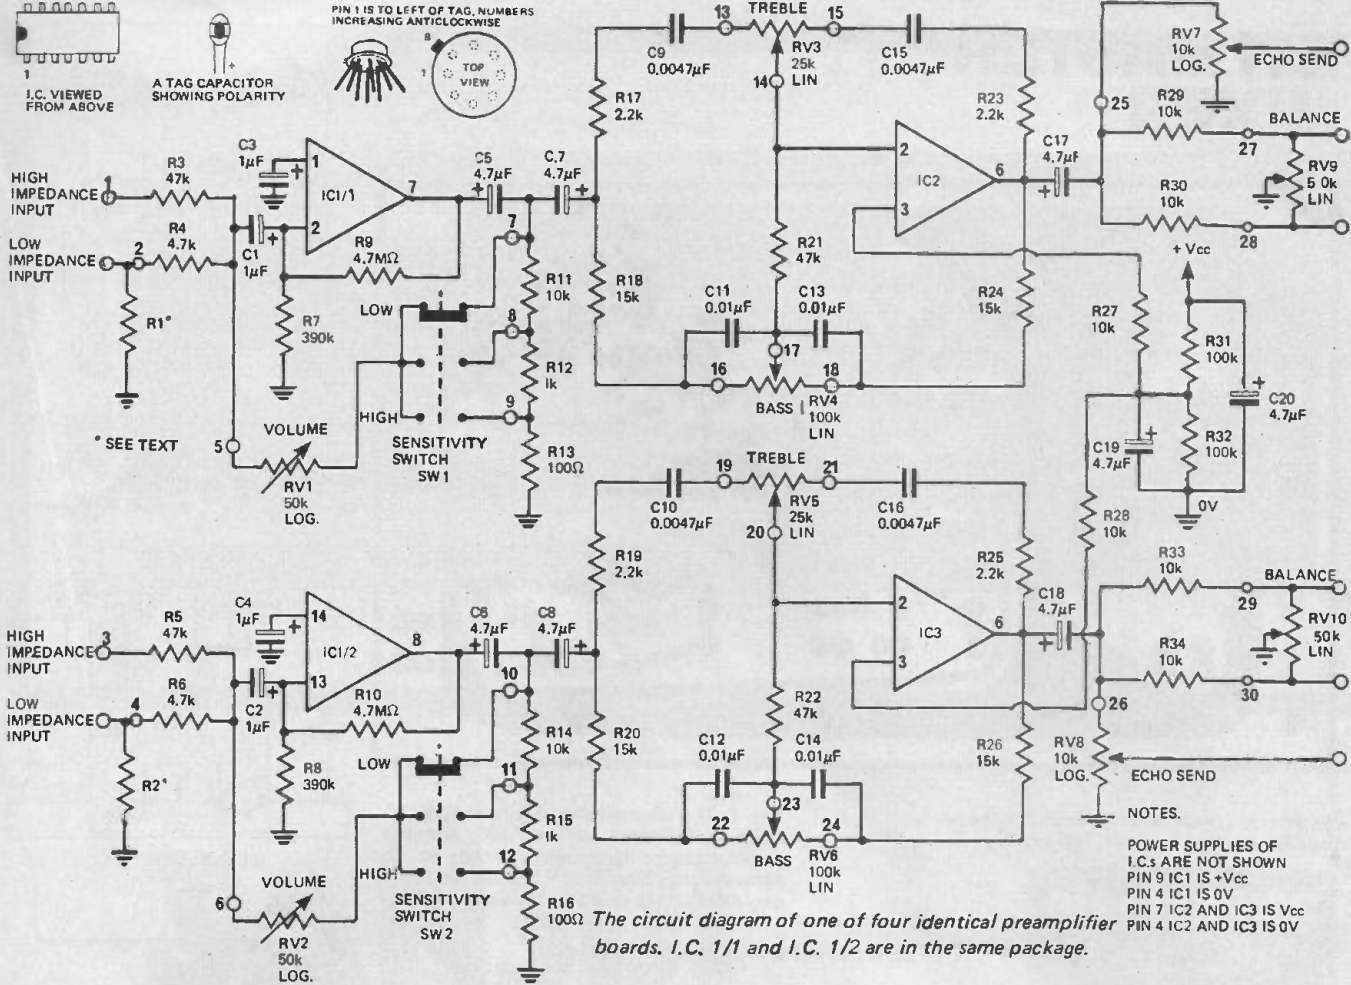 PIN 1 IS TO LEFT OF TAG, NUMBERS
INCREASING ANTICLOCKWISE
1
I.C. VIEWED
FROM ABOVE
+
A TAG CAPACITOR
SHOWING POLARITY
8
1
TOP
VIEW
HIGH
IMPEDANCE
INPUT
1
R3
47k
LOW
IMPEDANCE
INPUT
2
R4
4.7k
R1*
* SEE TEXT
C3
1µF
+
1
2
IC1/1
7
C1
1µF
+
R9
4.7MΩ
R7
390k
5
VOLUME
RV1
50k
LOG.
LOW
HIGH
SENSITIVITY
SWITCH
SW1
C5
4.7µF
+
C.7
4.7µF
+
7
R11
10k
8
R12
1k
9
R13
100Ω
R17
2.2k
R18
15k
C9
0.0047µF
13
TREBLE
15
RV3
25k
LIN
14
C15
0.0047µF
R21
47k
C11
0.01µF
C13
0.01µF
17
16
18
BASS
RV4
100k
LIN
2
3
IC2
6
R23
2.2k
R24
15k
C17
4.7µF
+
25
RV7
10k
LOG.
ECHO SEND
R29
10k
27
BALANCE
RV9
5 0k
LIN
R30
10k
28
+ Vcc
R27
10k
R31
100k
R32
100k
C19
4.7µF
+
C20
4.7µF
+
0V
R28
10k
HIGH
IMPEDANCE
INPUT
3
R5
47k
LOW
IMPEDANCE
INPUT
4
R6
4.7k
R2*
C4
1µF
+
14
13
IC1/2
8
C2
1µF
+
R10
4.7MΩ
R8
390k
6
VOLUME
RV2
50k
LOG.
LOW
HIGH
SENSITIVITY
SWITCH
SW2
C6
4.7µF
+
C8
4.7µF
+
10
R14
10k
11
R15
1k
12
R16
100Ω
R19
2.2k
R20
15k
C10
0.0047µF
19
TREBLE
21
RV5
25k
LIN
20
C16
0.0047µF
R22
47k
C12
0.01µF
C14
0.01µF
23
22
24
BASS
RV6
100k
LIN
2
3
IC3
6
R25
2.2k
R26
15k
C18
4.7µF
+
R33
10k
29
BALANCE
RV10
50k
LIN
R34
10k
30
26
RV8
10k
LOG.
ECHO SEND
NOTES.
POWER SUPPLIES OF
I.C.s ARE NOT SHOWN
PIN 9 IC1 IS +Vcc
PIN 4 IC1 IS 0V
PIN 7 IC2 AND IC3 IS Vcc
PIN 4 IC2 AND IC3 IS 0V
The circuit diagram of one of four identical preamplifier
boards. I.C. 1/1 and I.C. 1/2 are in the same package.